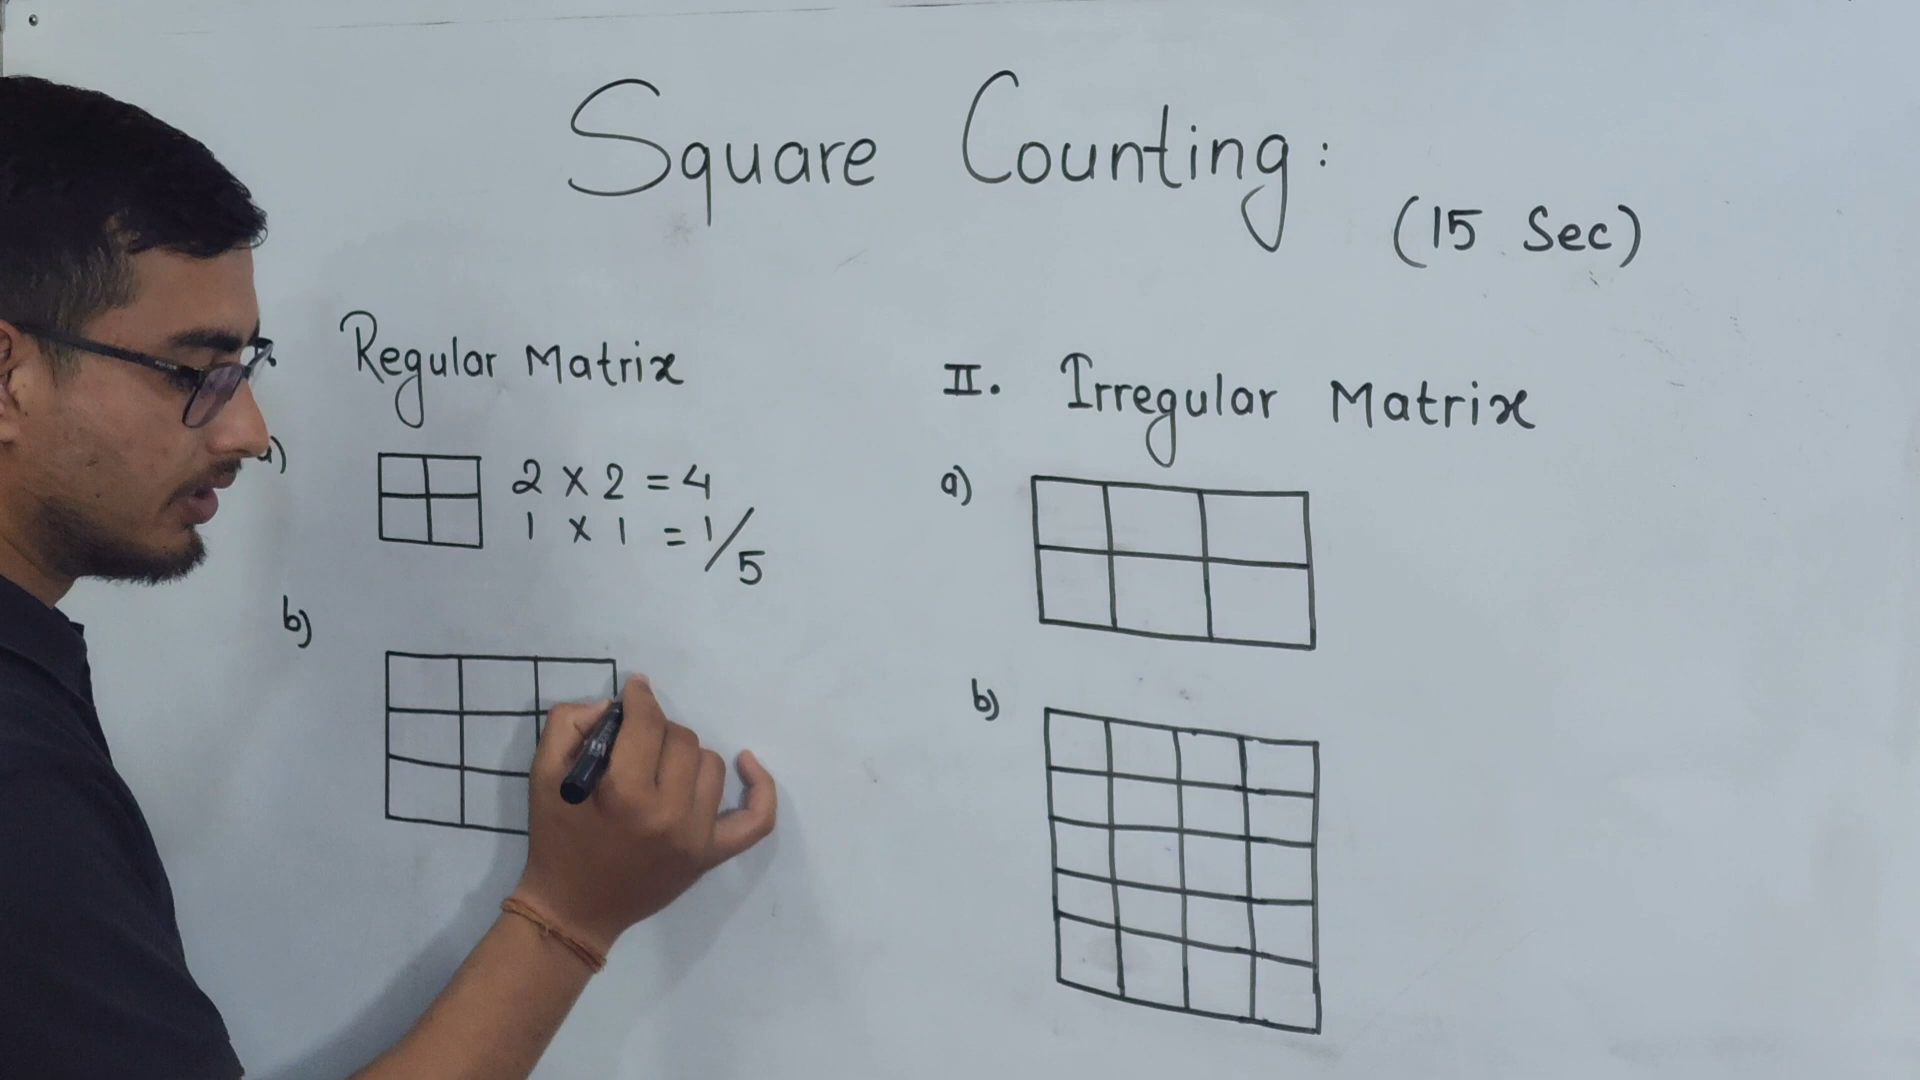 Square Counting:
(15 Sec)
Regular Matrix
a)
2 × 2 = 4
1 × 1 = 1/5
b)
II. Irregular Matrix
a)
b)